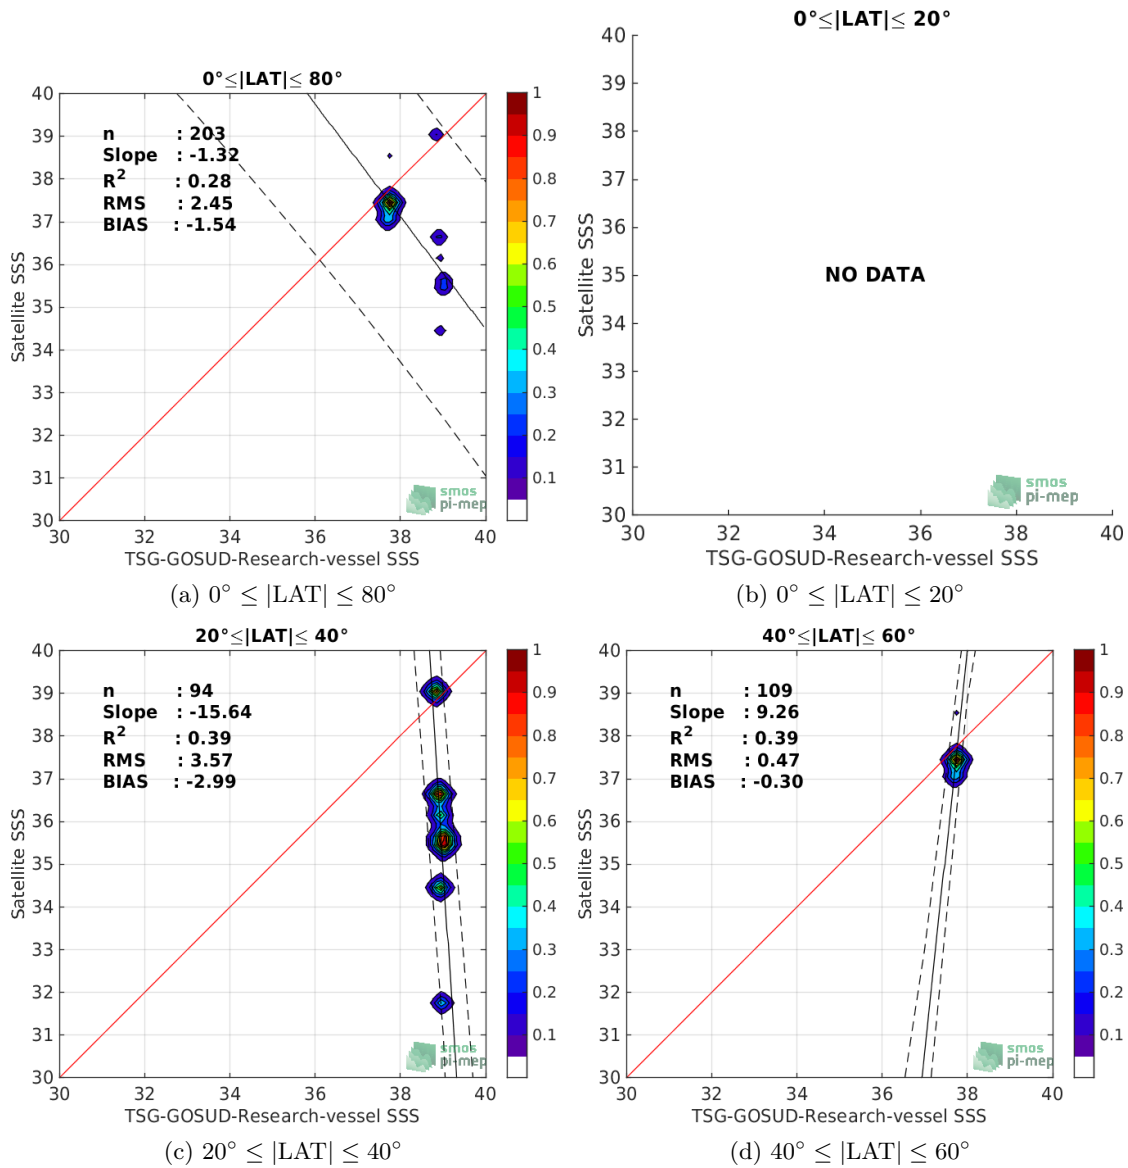 0°≤|LAT|≤ 80°
40
39
38
37
36
35
34
33
32
31
30
30 32 34 36 38 40
n : 203
Slope : -1.32
R² : 0.28
RMS : 2.45
BIAS : -1.54
1
0.9
0.8
0.7
0.6
0.5
0.4
0.3
0.2
0.1
smos
pi-mep
Satellite SSS
TSG-GOSUD-Research-vessel SSS
(a) 0° ≤ |LAT| ≤ 80°
0°≤|LAT|≤ 20°
40
39
38
37
36
35
34
33
32
31
30
30 32 34 36 38 40
NO DATA
smos
pi-mep
Satellite SSS
TSG-GOSUD-Research-vessel SSS
(b) 0° ≤ |LAT| ≤ 20°
20°≤|LAT|≤ 40°
40
39
38
37
36
35
34
33
32
31
30
30 32 34 36 38 40
n : 94
Slope : -15.64
R² : 0.39
RMS : 3.57
BIAS : -2.99
1
0.9
0.8
0.7
0.6
0.5
0.4
0.3
0.2
0.1
smos
pi-mep
Satellite SSS
TSG-GOSUD-Research-vessel SSS
(c) 20° ≤ |LAT| ≤ 40°
40°≤|LAT|≤ 60°
40
39
38
37
36
35
34
33
32
31
30
30 32 34 36 38 40
n : 109
Slope : 9.26
R² : 0.39
RMS : 0.47
BIAS : -0.30
1
0.9
0.8
0.7
0.6
0.5
0.4
0.3
0.2
0.1
smos
pi-mep
Satellite SSS
TSG-GOSUD-Research-vessel SSS
(d) 40° ≤ |LAT| ≤ 60°